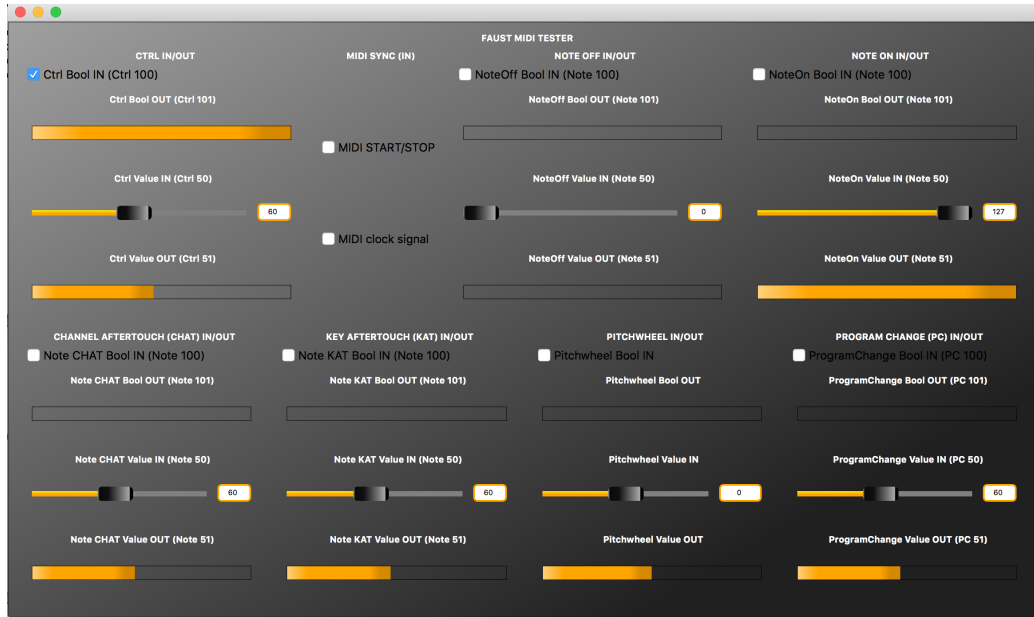 FAUST MIDI TESTER
CTRL IN/OUT
Ctrl Bool IN (Ctrl 100)
Ctrl Bool OUT (Ctrl 101)
Ctrl Value IN (Ctrl 50)
60
Ctrl Value OUT (Ctrl 51)
MIDI SYNC (IN)
MIDI START/STOP
MIDI clock signal
NOTE OFF IN/OUT
NoteOff Bool IN (Note 100)
NoteOff Bool OUT (Note 101)
NoteOff Value IN (Note 50)
0
NoteOff Value OUT (Note 51)
NOTE ON IN/OUT
NoteOn Bool IN (Note 100)
NoteOn Bool OUT (Note 101)
NoteOn Value IN (Note 50)
127
NoteOn Value OUT (Note 51)
CHANNEL AFTERTOUCH (CHAT) IN/OUT
Note CHAT Bool IN (Note 100)
Note CHAT Bool OUT (Note 101)
Note CHAT Value IN (Note 50)
60
Note CHAT Value OUT (Note 51)
KEY AFTERTOUCH (KAT) IN/OUT
Note KAT Bool IN (Note 100)
Note KAT Bool OUT (Note 101)
Note KAT Value IN (Note 50)
60
Note KAT Value OUT (Note 51)
PITCHWHEEL IN/OUT
Pitchwheel Bool IN
Pitchwheel Bool OUT
Pitchwheel Value IN
0
Pitchwheel Value OUT
PROGRAM CHANGE (PC) IN/OUT
ProgramChange Bool IN (PC 100)
ProgramChange Bool OUT (PC 101)
ProgramChange Value IN (PC 50)
60
ProgramChange Value OUT (PC 51)